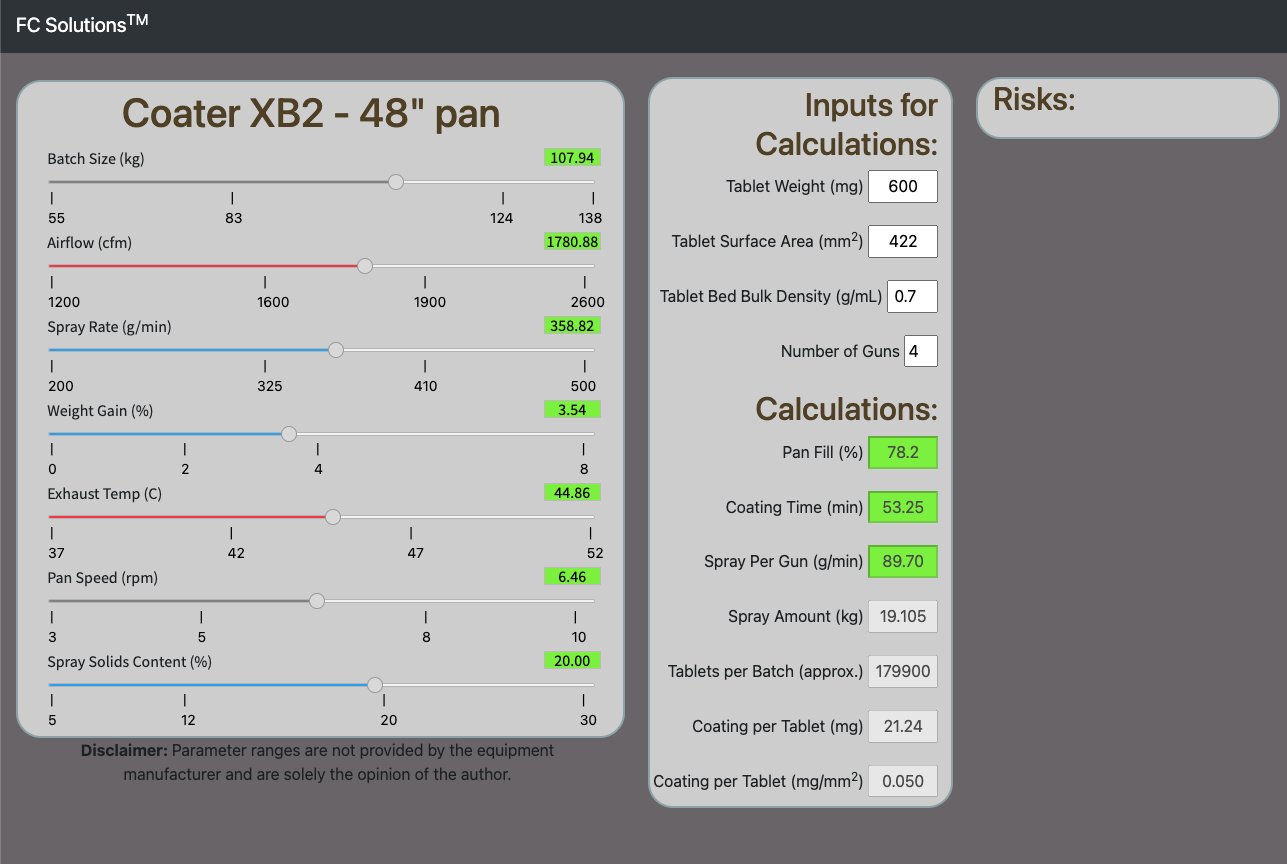 FC Solutions™
Coater XB2 - 48" pan
Batch Size (kg) 107.94
55 83 124 138
Airflow (cfm) 1780.88
1200 1600 1900 2600
Spray Rate (g/min) 358.82
200 325 410 500
Weight Gain (%) 3.54
0 2 4 8
Exhaust Temp (C) 44.86
37 42 47 52
Pan Speed (rpm) 6.46
3 5 8 10
Spray Solids Content (%) 20.00
5 12 20 30
Disclaimer: Parameter ranges are not provided by the equipment
manufacturer and are solely the opinion of the author.
Inputs for
Calculations:
Tablet Weight (mg) 600
Tablet Surface Area (mm²) 422
Tablet Bed Bulk Density (g/mL) 0.7
Number of Guns 4
Calculations:
Pan Fill (%) 78.2
Coating Time (min) 53.25
Spray Per Gun (g/min) 89.70
Spray Amount (kg) 19.105
Tablets per Batch (approx.) 179900
Coating per Tablet (mg) 21.24
Coating per Tablet (mg/mm²) 0.050
Risks: